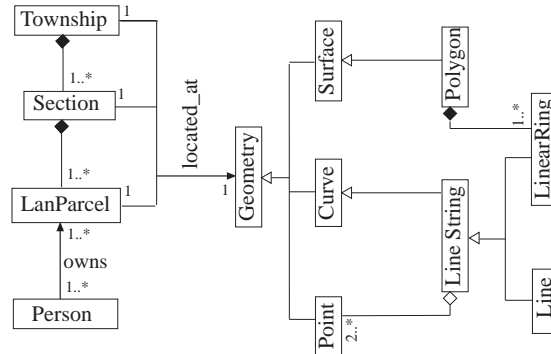 Township
1
1..*
Section
1
1..*
LanParcel
1
1..*
owns
1..*
Person
located_at
1
Geometry
Surface
Curve
Point
2..*
Polygon
1..*
Line String
LinearRing
Line